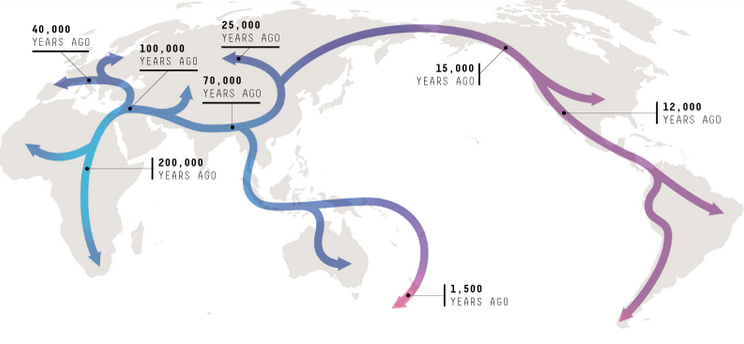 40,000
YEARS AGO
100,000
YEARS AGO
25,000
YEARS AGO
70,000
YEARS AGO
15,000
YEARS AGO
12,000
YEARS AGO
200,000
YEARS AGO
1,500
YEARS AGO